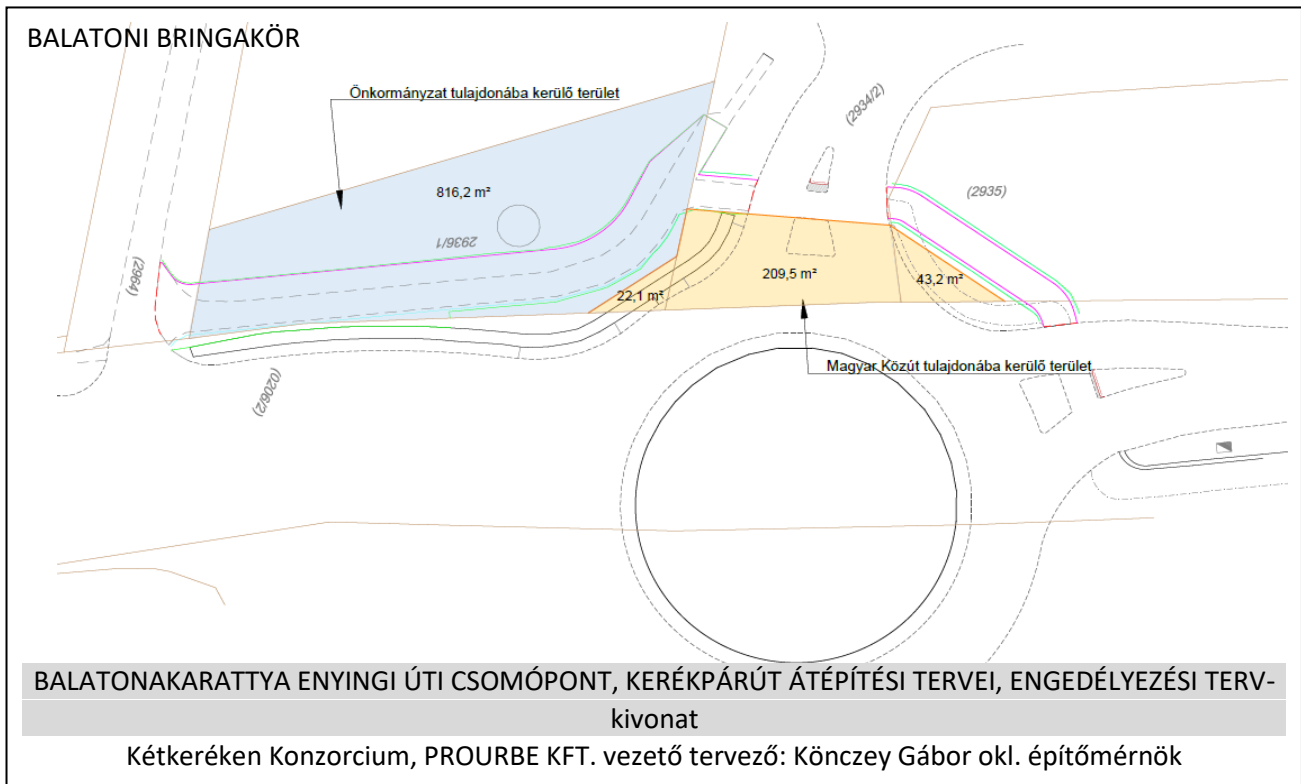 BALATONI BRINGAKÖR
Önkormányzat tulajdonába kerülő terület
(2934/2)
816,2 m²
(2935)
2936/1
(2964)
209,5 m²
43,2 m²
22,1 m²
Magyar Közút tulajdonába kerülő terület
(0206/2)
BALATONAKARATTYA ENYINGI ÚTI CSOMÓPONT, KERÉKPÁRÚT ÁTÉPÍTÉSI TERVEI, ENGEDÉLYEZÉSI TERV-
kivonat
Kétkeréken Konzorcium, PROURBE KFT. vezető tervező: Könczey Gábor okl. építőmérnök